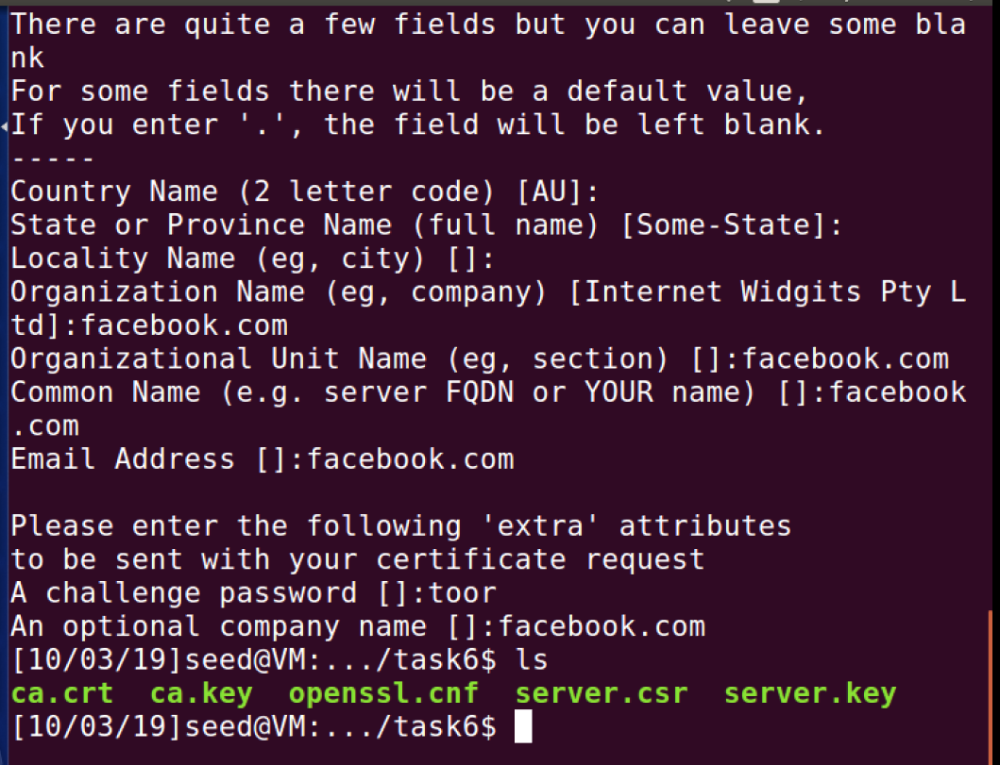 There are quite a few fields but you can leave some bla
nk
For some fields there will be a default value,
If you enter '.', the field will be left blank.
-----
Country Name (2 letter code) [AU]:
State or Province Name (full name) [Some-State]:
Locality Name (eg, city) []:
Organization Name (eg, company) [Internet Widgits Pty L
td]:facebook.com
Organizational Unit Name (eg, section) []:facebook.com
Common Name (e.g. server FQDN or YOUR name) []:facebook
.com
Email Address []:facebook.com

Please enter the following 'extra' attributes
to be sent with your certificate request
A challenge password []:toor
An optional company name []:facebook.com
[10/03/19]seed@VM:.../task6$ ls
ca.crt  ca.key  openssl.cnf  server.csr  server.key
[10/03/19]seed@VM:.../task6$